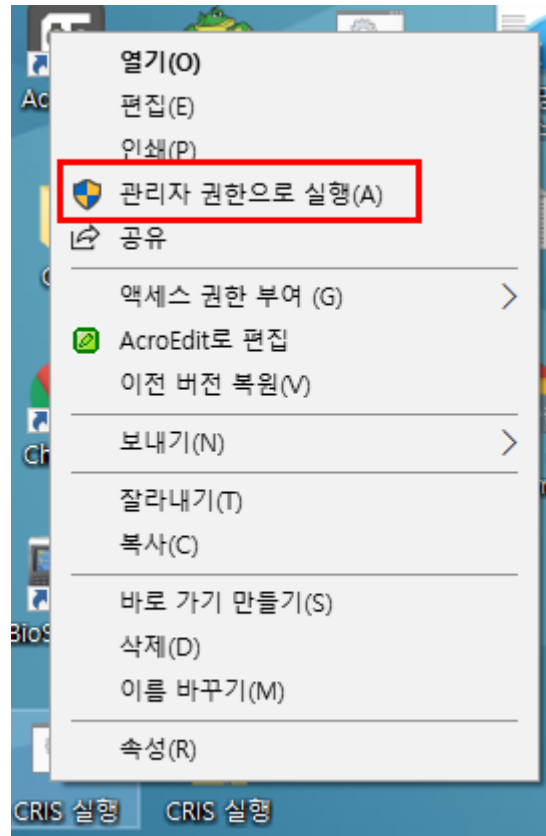 열기(O)
편집(E)
인쇄(P)
관리자 권한으로 실행(A)
공유
액세스 권한 부여 (G)
AcroEdit로 편집
이전 버전 복원(V)
보내기(N)
잘라내기(T)
복사(C)
바로 가기 만들기(S)
삭제(D)
이름 바꾸기(M)
속성(R)
CRIS 실행 CRIS 실행